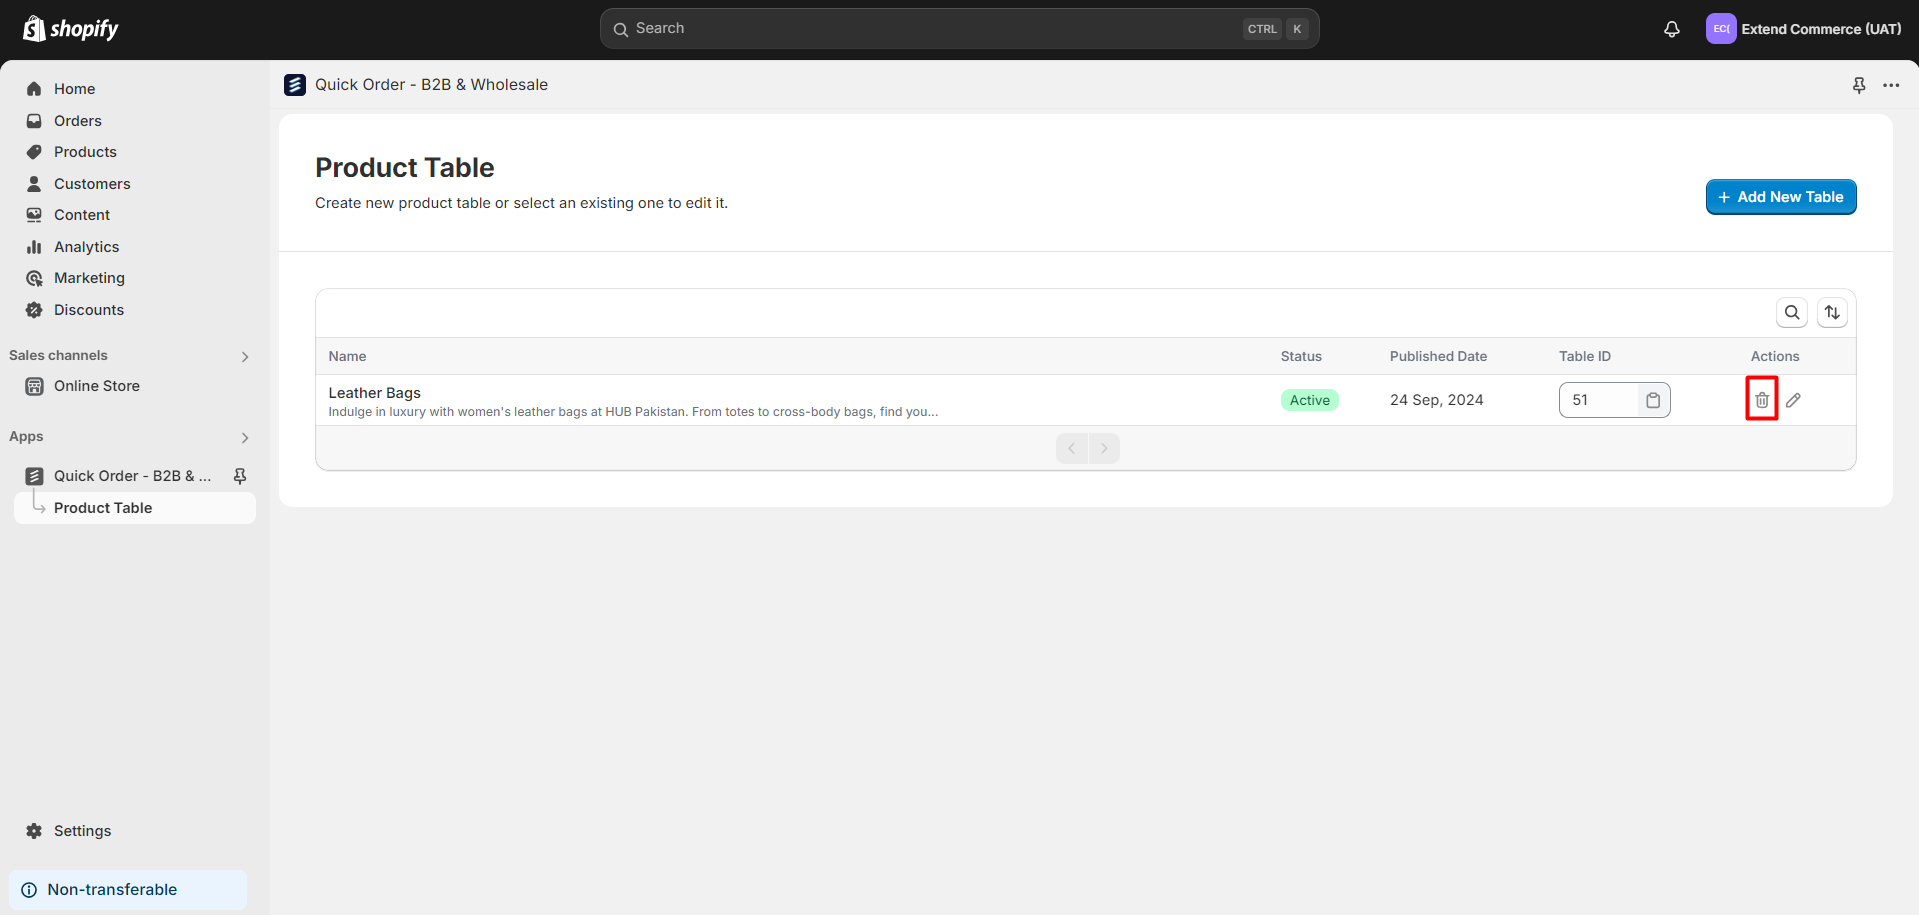 shopify
Search
CTRL K
EC(
Extend Commerce (UAT)
Home
Orders
Products
Customers
Content
Analytics
Marketing
Discounts
Sales channels
Online Store
Apps
Quick Order - B2B & ...
Product Table
Settings
Non-transferable
Quick Order - B2B & Wholesale
Product Table
Create new product table or select an existing one to edit it.
+ Add New Table
Name Status Published Date Table ID Actions
Leather Bags
Indulge in luxury with women's leather bags at HUB Pakistan. From totes to cross-body bags, find you...
Active
24 Sep, 2024
51